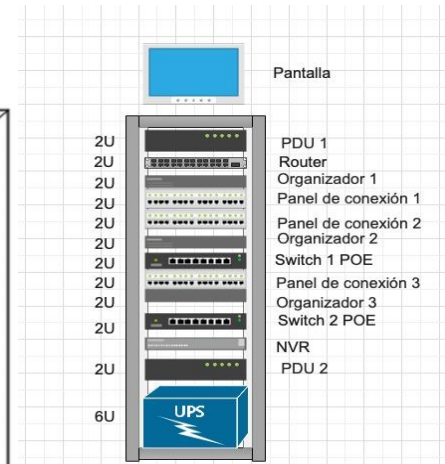 Pantalla
2U PDU 1
2U Router
2U Organizador 1
2U Panel de conexión 1
2U Panel de conexión 2
2U Organizador 2
2U Switch 1 POE
2U Panel de conexión 3
2U Organizador 3
2U Switch 2 POE
NVR
2U PDU 2
6U UPS